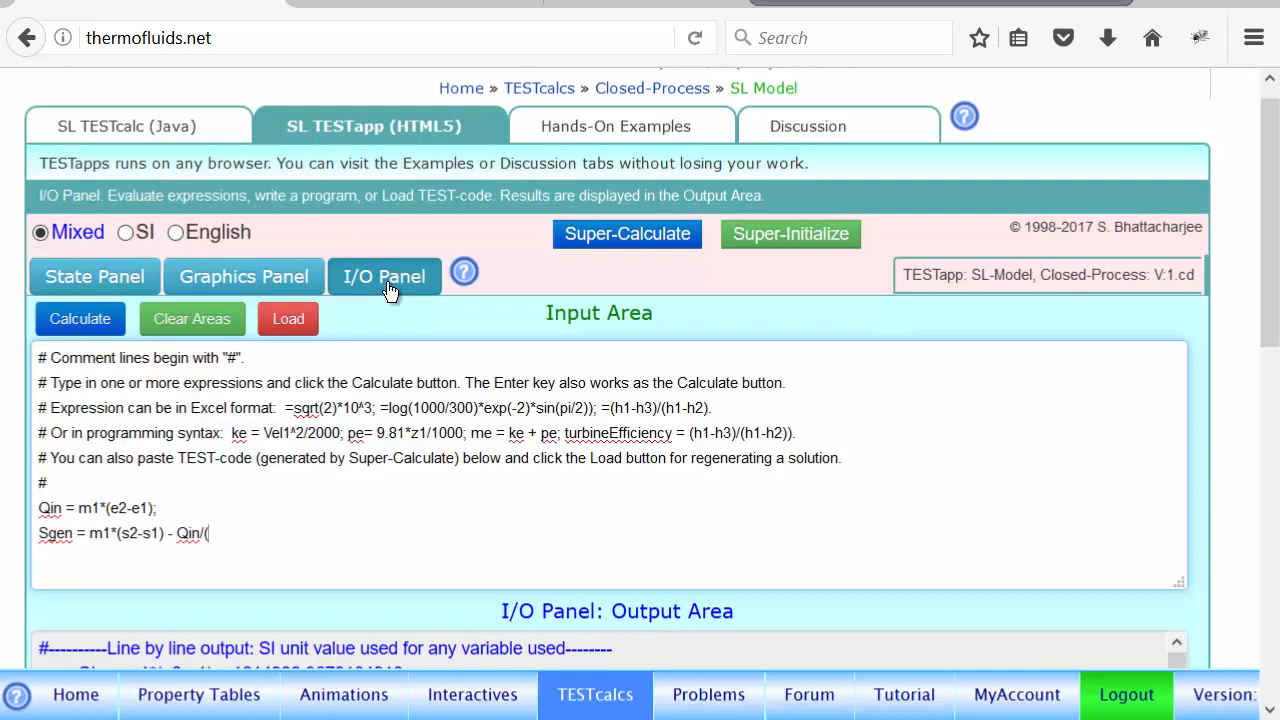 thermofluids.net
Search
Home » TESTcalcs » Closed-Process » SL Model
SL TESTcalc (Java)
SL TESTapp (HTML5)
Hands-On Examples
Discussion
TESTapps runs on any browser. You can visit the Examples or Discussion tabs without losing your work.
I/O Panel: Evaluate expressions, write a program, or Load TEST-code. Results are displayed in the Output Area.
Mixed SI English
Super-Calculate
Super-Initialize
© 1998-2017 S. Bhattacharjee
State Panel
Graphics Panel
I/O Panel
TESTapp: SL-Model, Closed-Process: V:1.cd
Calculate
Clear Areas
Load
Input Area
# Comment lines begin with "#".
# Type in one or more expressions and click the Calculate button. The Enter key also works as the Calculate button.
# Expression can be in Excel format:  =sqrt(2)*10^3; =log(1000/300)*exp(-2)*sin(pi/2)); =(h1-h3)/(h1-h2).
# Or in programming syntax:  ke = Vel1^2/2000; pe= 9.81*z1/1000; me = ke + pe; turbineEfficiency = (h1-h3)/(h1-h2)).
# You can also paste TEST-code (generated by Super-Calculate) below and click the Load button for regenerating a solution.
#
Qin = m1*(e2-e1);
Sgen = m1*(s2-s1) - Qin/(
I/O Panel: Output Area
#----------Line by line output: SI unit value used for any variable used--------
Home
Property Tables
Animations
Interactives
TESTcalcs
Problems
Forum
Tutorial
MyAccount
Logout
Version: